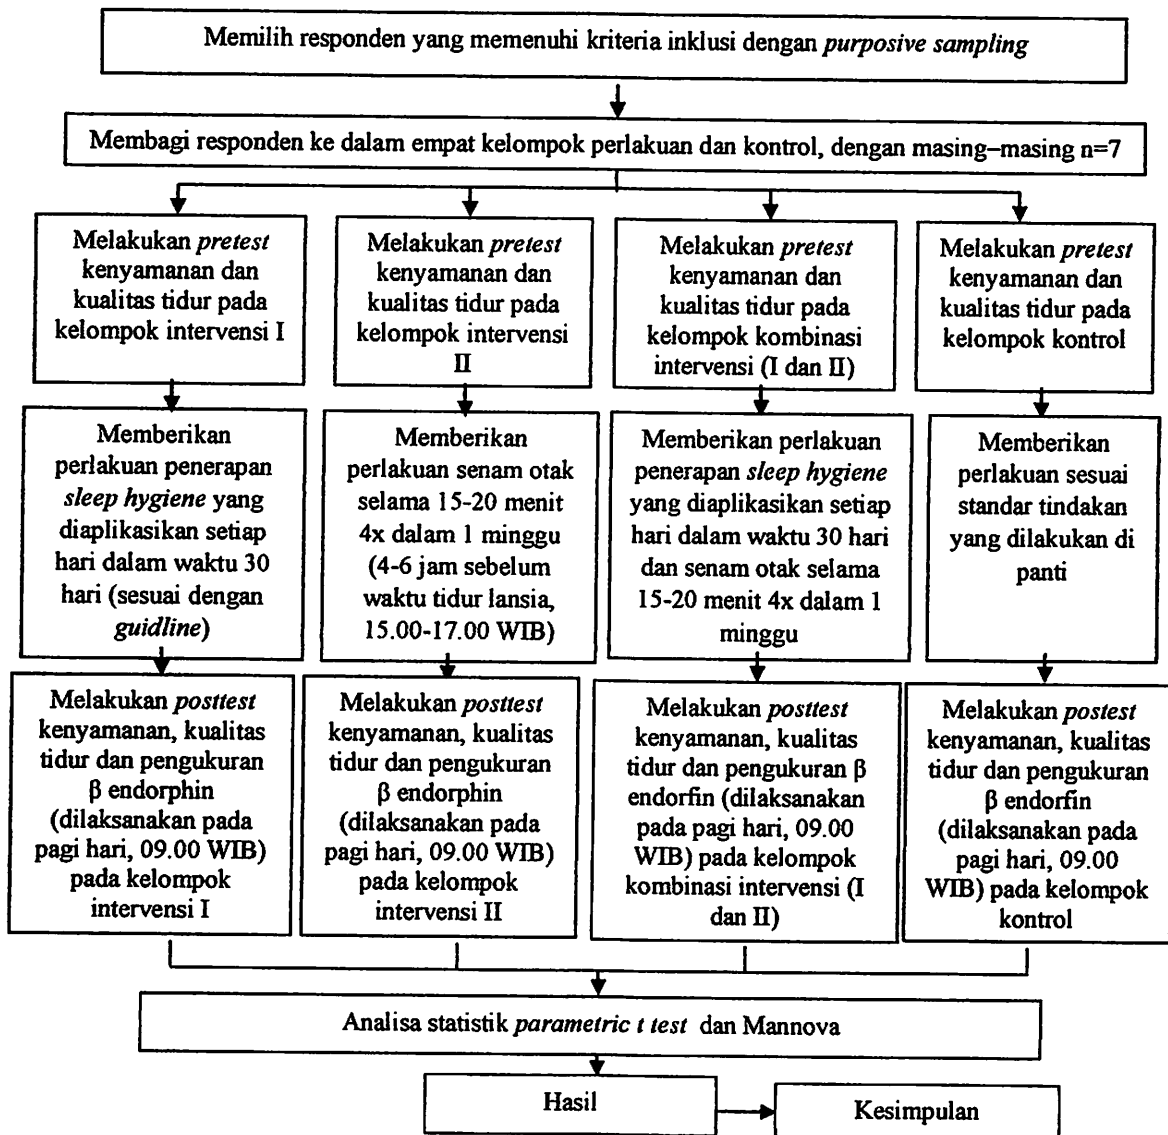 Memilih responden yang memenuhi kriteria inklusi dengan purposive sampling
Membagi responden ke dalam empat kelompok perlakuan dan kontrol, dengan masing–masing n=7
Melakukan pretest
kenyamanan dan
kualitas tidur pada
kelompok intervensi I
Melakukan pretest
kenyamanan dan
kualitas tidur pada
kelompok intervensi
II
Melakukan pretest
kenyamanan dan
kualitas tidur pada
kelompok kombinasi
intervensi (I dan II)
Melakukan pretest
kenyamanan dan
kualitas tidur pada
kelompok kontrol
Memberikan
perlakuan penerapan
sleep hygiene yang
diaplikasikan setiap
hari dalam waktu 30
hari (sesuai dengan
guidline)
Memberikan
perlakuan senam otak
selama 15-20 menit
4x dalam 1 minggu
(4-6 jam sebelum
waktu tidur lansia,
15.00-17.00 WIB)
Memberikan perlakuan
penerapan sleep hygiene
yang diaplikasikan setiap
hari dalam waktu 30 hari
dan senam otak selama
15-20 menit 4x dalam 1
minggu
Memberikan
perlakuan sesuai
standar tindakan
yang dilakukan di
panti
Melakukan posttest
kenyamanan, kualitas
tidur dan pengukuran
β endorphin
(dilaksanakan pada
pagi hari, 09.00 WIB)
pada kelompok
intervensi I
Melakukan posttest
kenyamanan, kualitas
tidur dan pengukuran
β endorphin
(dilaksanakan pada
pagi hari, 09.00 WIB)
pada kelompok
intervensi II
Melakukan posttest
kenyamanan, kualitas
tidur dan pengukuran β
endorfin (dilaksanakan
pada pagi hari, 09.00
WIB) pada kelompok
kombinasi intervensi (I
dan II)
Melakukan postest
kenyamanan, kualitas
tidur dan pengukuran
β endorfin
(dilaksanakan pada
pagi hari, 09.00
WIB) pada kelompok
kontrol
Analisa statistik parametric t test dan Mannova
Hasil
Kesimpulan